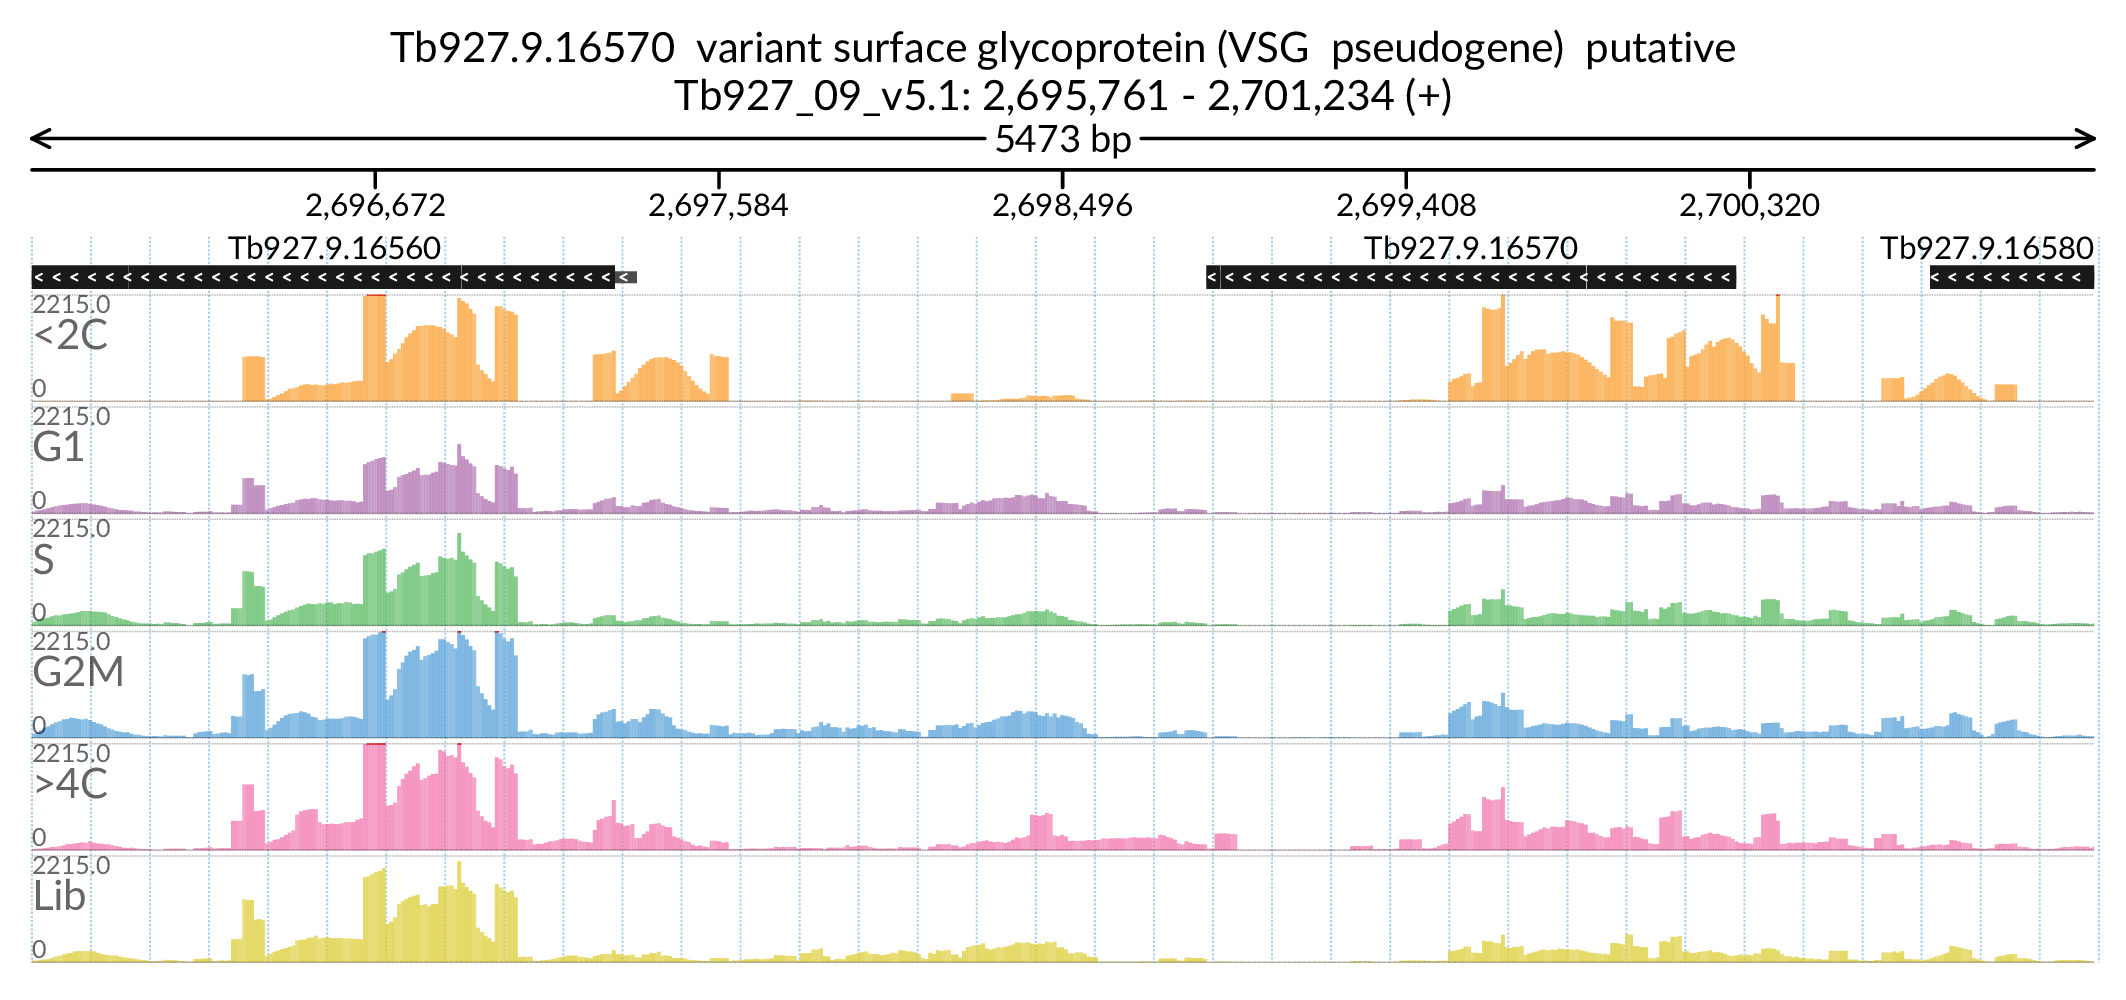 Tb927.9.16570  variant surface glycoprotein (VSG  pseudogene)  putative
Tb927_09_v5.1: 2,695,761 - 2,701,234 (+)
5473 bp
2,696,672 2,697,584 2,698,496 2,699,408 2,700,320
Tb927.9.16560 Tb927.9.16570 Tb927.9.16580
2215.0
<2C
0
2215.0
G1
0
2215.0
S
0
2215.0
G2M
0
2215.0
>4C
0
2215.0
Lib
0